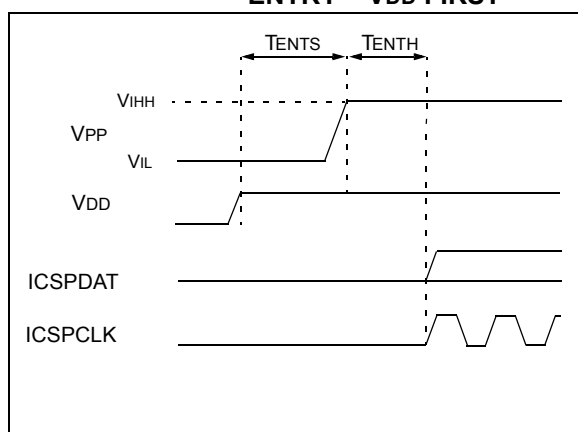 ENTRY – VDD FIRST
TENTS
TENTH
VIHH
VPP
VIL
VDD
ICSPDAT
ICSPCLK